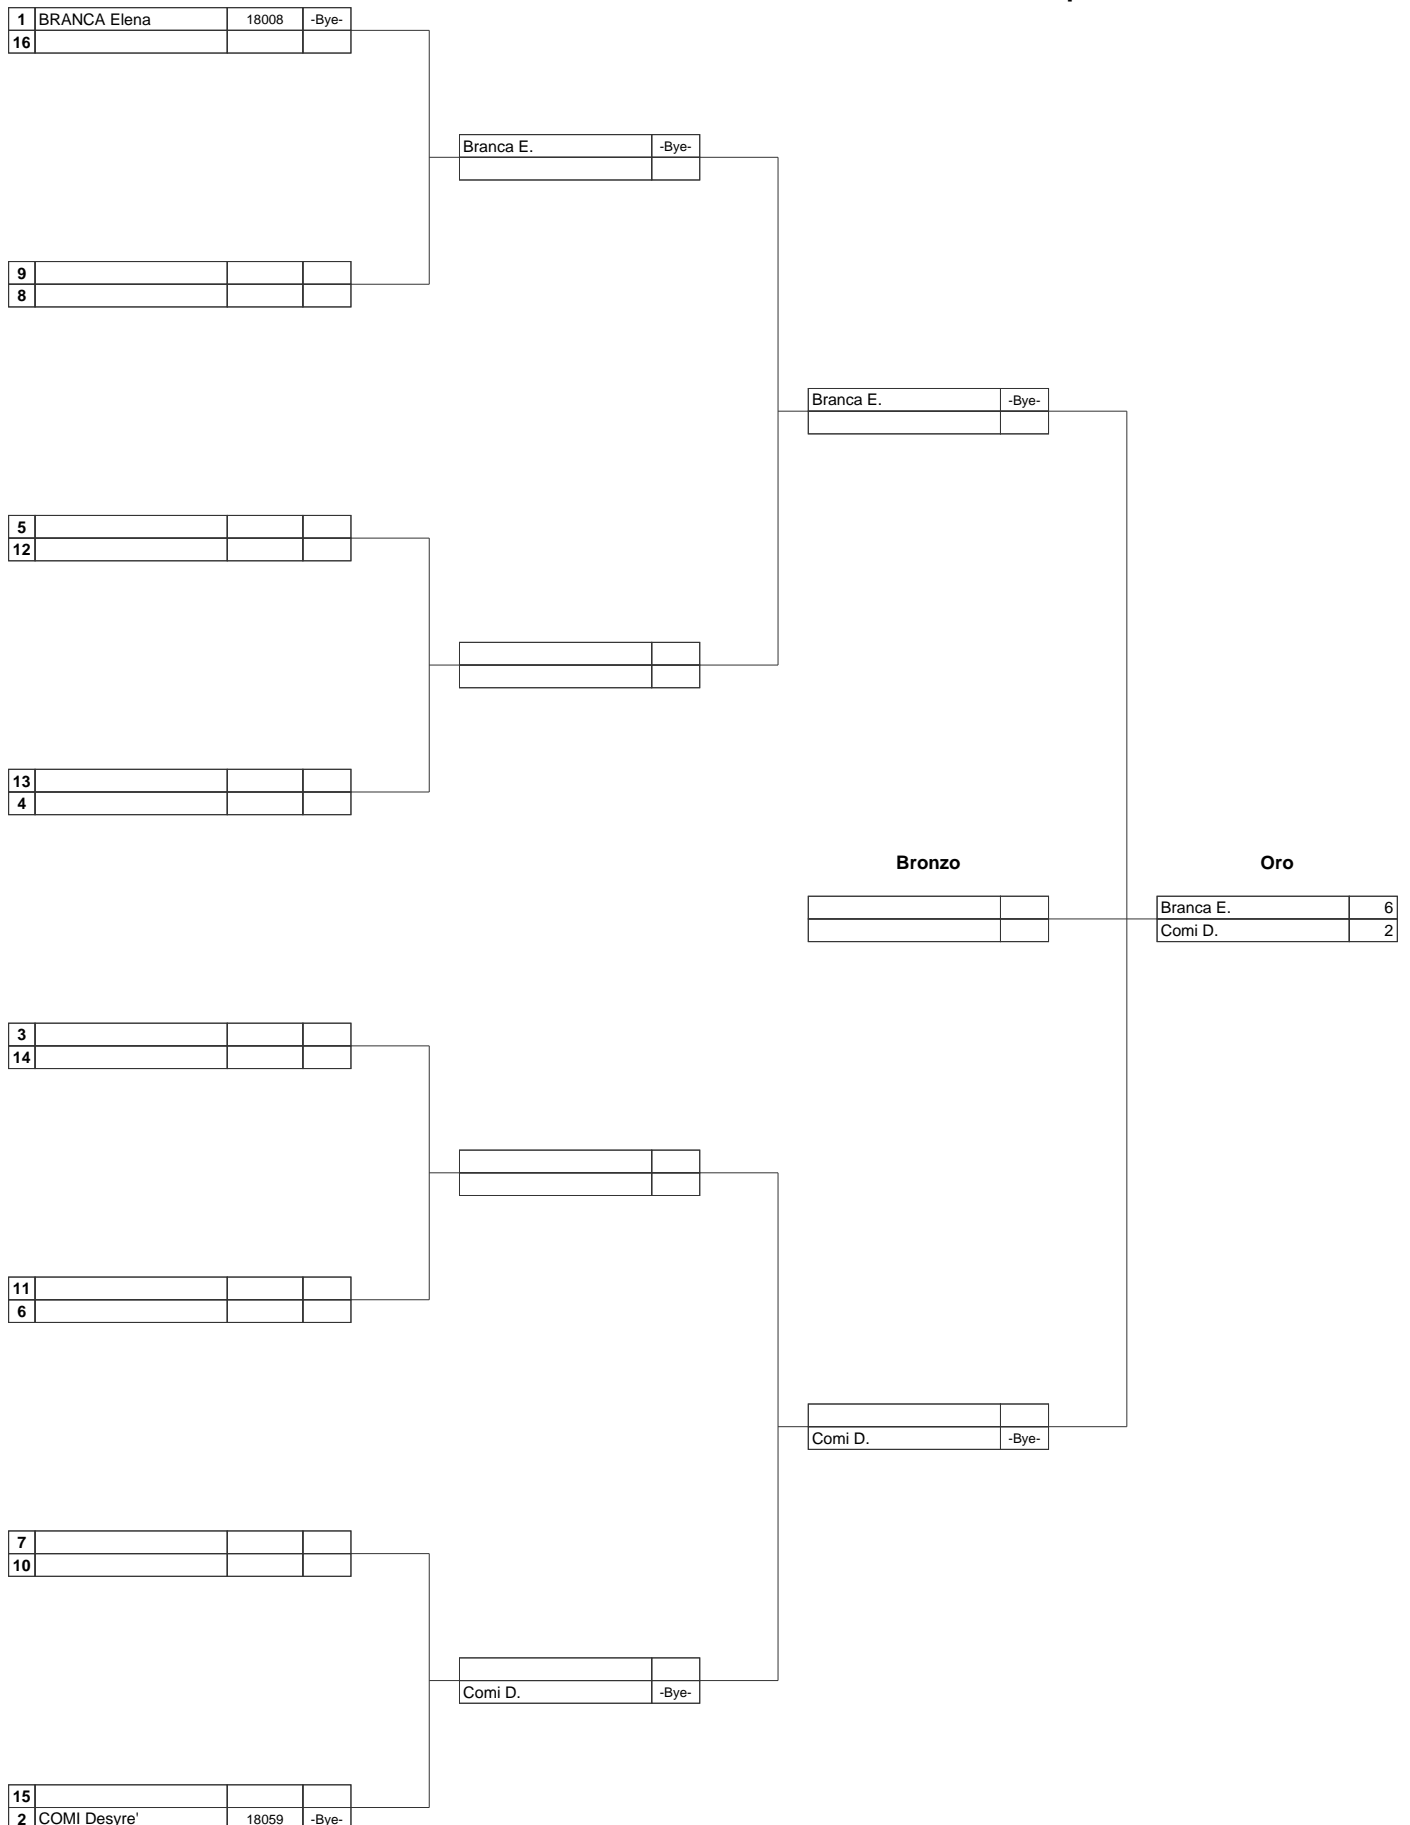 1 BRANCA Elena 18008 -Bye-
16
Branca E. -Bye-
9
8
Branca E. -Bye-
5
12
13
4
Bronzo Oro
Branca E. 6
Comi D. 2
3
14
11
6
Comi D. -Bye-
7
10
Comi D. -Bye-
15
2 COMI Desyre' 18059 -Bye-